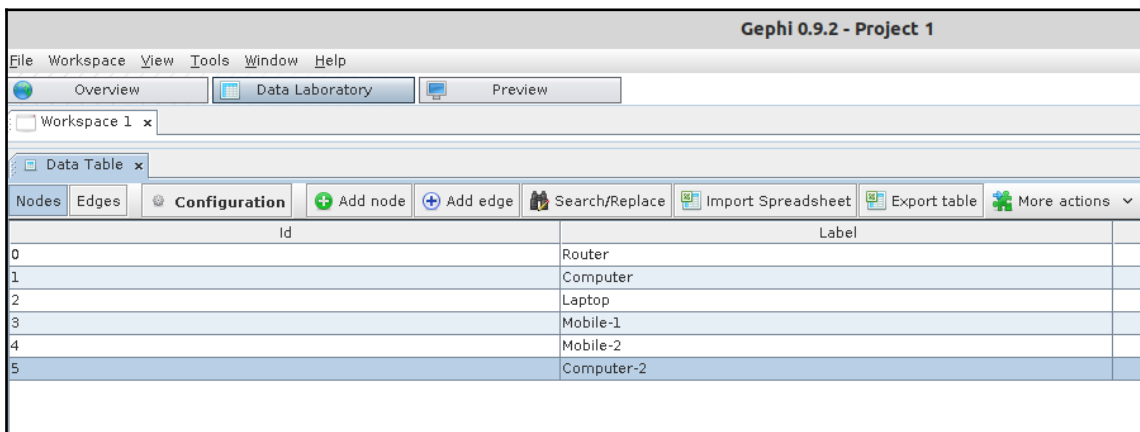 Gephi 0.9.2 - Project 1
File Workspace View Tools Window Help
Overview Data Laboratory Preview
Workspace 1 x
Data Table x
Nodes Edges Configuration Add node Add edge Search/Replace Import Spreadsheet Export table More actions
Id Label
0 Router
1 Computer
2 Laptop
3 Mobile-1
4 Mobile-2
5 Computer-2